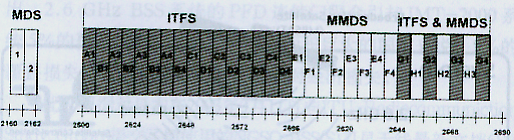 MDS ITFS MMDS ITFS & MMDS
1 A1 A2 A3 A4 C1 C2 C3 C4 E1 E2 E3 E4 G1 G2 G3 G4
2 B1 B2 B3 B4 D1 D2 D3 D4 F1 F2 F3 F4 H1 H2 H3
2160 2162 2500 2524 2548 2572 2596 2620 2644 2668 2690